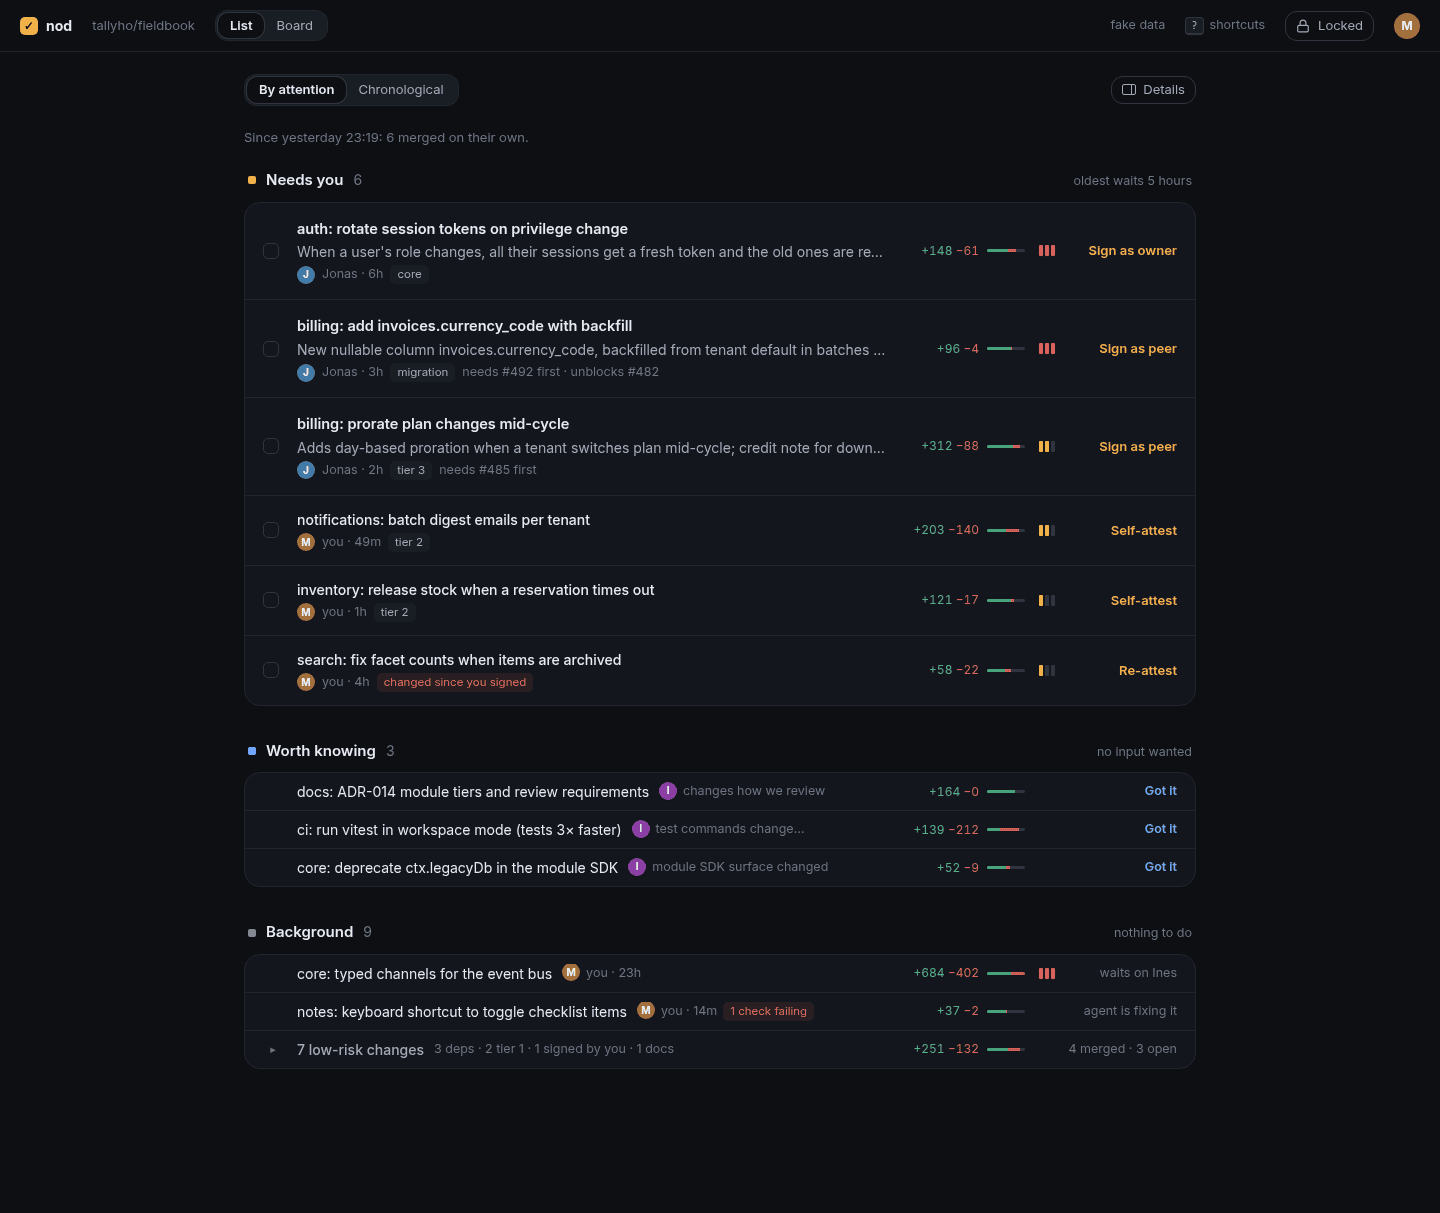 ✓ nod tallyho/fieldbook List Board fake data ? shortcuts Locked M
By attention Chronological Details
Since yesterday 23:19: 6 merged on their own.
Needs you 6 oldest waits 5 hours
auth: rotate session tokens on privilege change
When a user's role changes, all their sessions get a fresh token and the old ones are re...
+148 −61 Sign as owner
J Jonas · 6h core
billing: add invoices.currency_code with backfill
New nullable column invoices.currency_code, backfilled from tenant default in batches ...
+96 −4 Sign as peer
J Jonas · 3h migration needs #492 first · unblocks #482
billing: prorate plan changes mid-cycle
Adds day-based proration when a tenant switches plan mid-cycle; credit note for down...
+312 −88 Sign as peer
J Jonas · 2h tier 3 needs #485 first
notifications: batch digest emails per tenant
+203 −140 Self-attest
M you · 49m tier 2
inventory: release stock when a reservation times out
+121 −17 Self-attest
M you · 1h tier 2
search: fix facet counts when items are archived
+58 −22 Re-attest
M you · 4h changed since you signed
Worth knowing 3 no input wanted
docs: ADR-014 module tiers and review requirements I changes how we review +164 −0 Got it
ci: run vitest in workspace mode (tests 3× faster) I test commands change... +139 −212 Got it
core: deprecate ctx.legacyDb in the module SDK I module SDK surface changed +52 −9 Got it
Background 9 nothing to do
core: typed channels for the event bus M you · 23h +684 −402 waits on Ines
notes: keyboard shortcut to toggle checklist items M you · 14m 1 check failing +37 −2 agent is fixing it
▸ 7 low-risk changes 3 deps · 2 tier 1 · 1 signed by you · 1 docs +251 −132 4 merged · 3 open